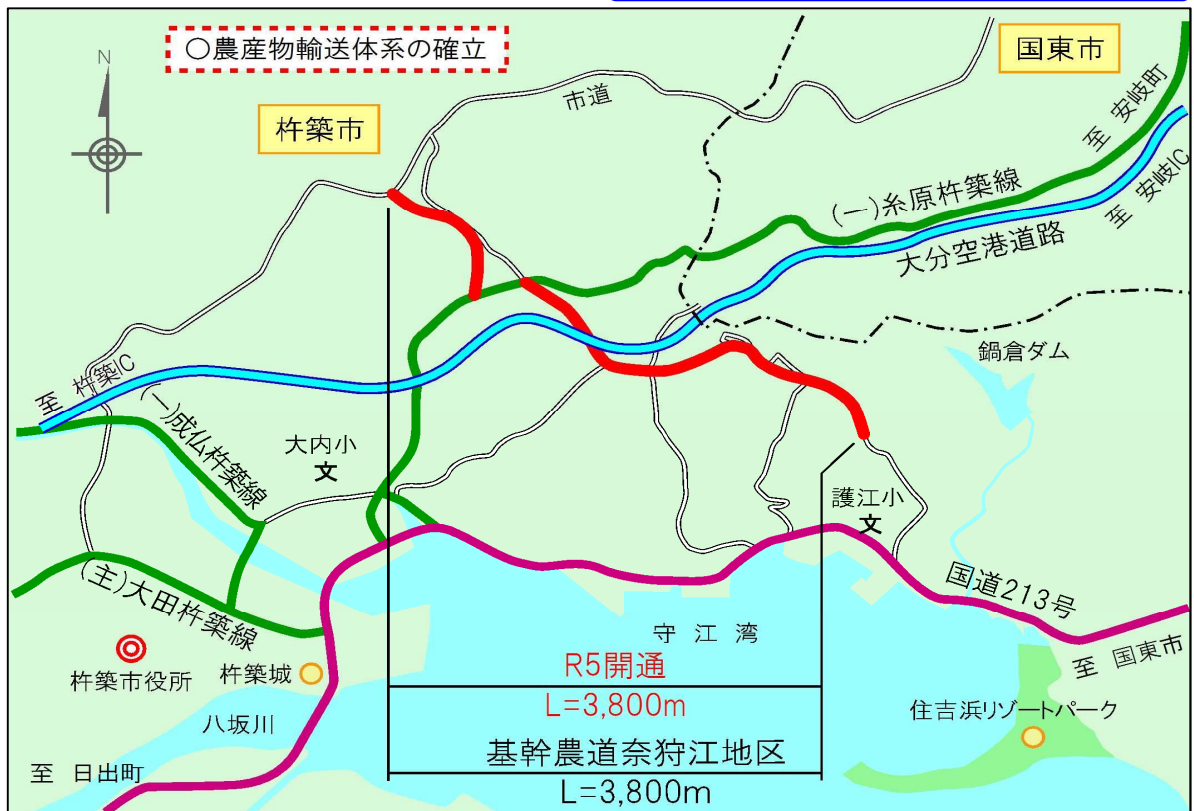 ○農産物輸送体系の確立
国東市
杵築市
N
市道
至 安岐町
至 安岐IC
(一)糸原杵築線
大分空港道路
鍋倉ダム
至 杵築IC
(一)成仏杵築線
大内小
文
護江小
文
(主)大田杵築線
国道213号
至 国東市
守江湾
杵築市役所
杵築城
八坂川
至 日出町
R5開通
L=3,800m
基幹農道奈狩江地区
L=3,800m
住吉浜リゾートパーク